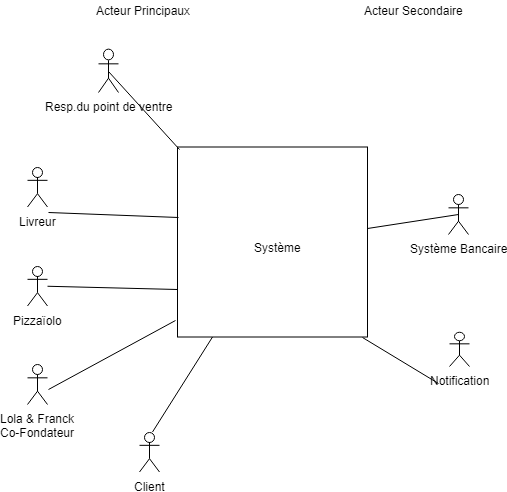 Acteur Principaux
Acteur Secondaire
Resp.du point de ventre
Livreur
Système
Système Bancaire
Pizzaïolo
Notification
Lola & Franck
Co-Fondateur
Client